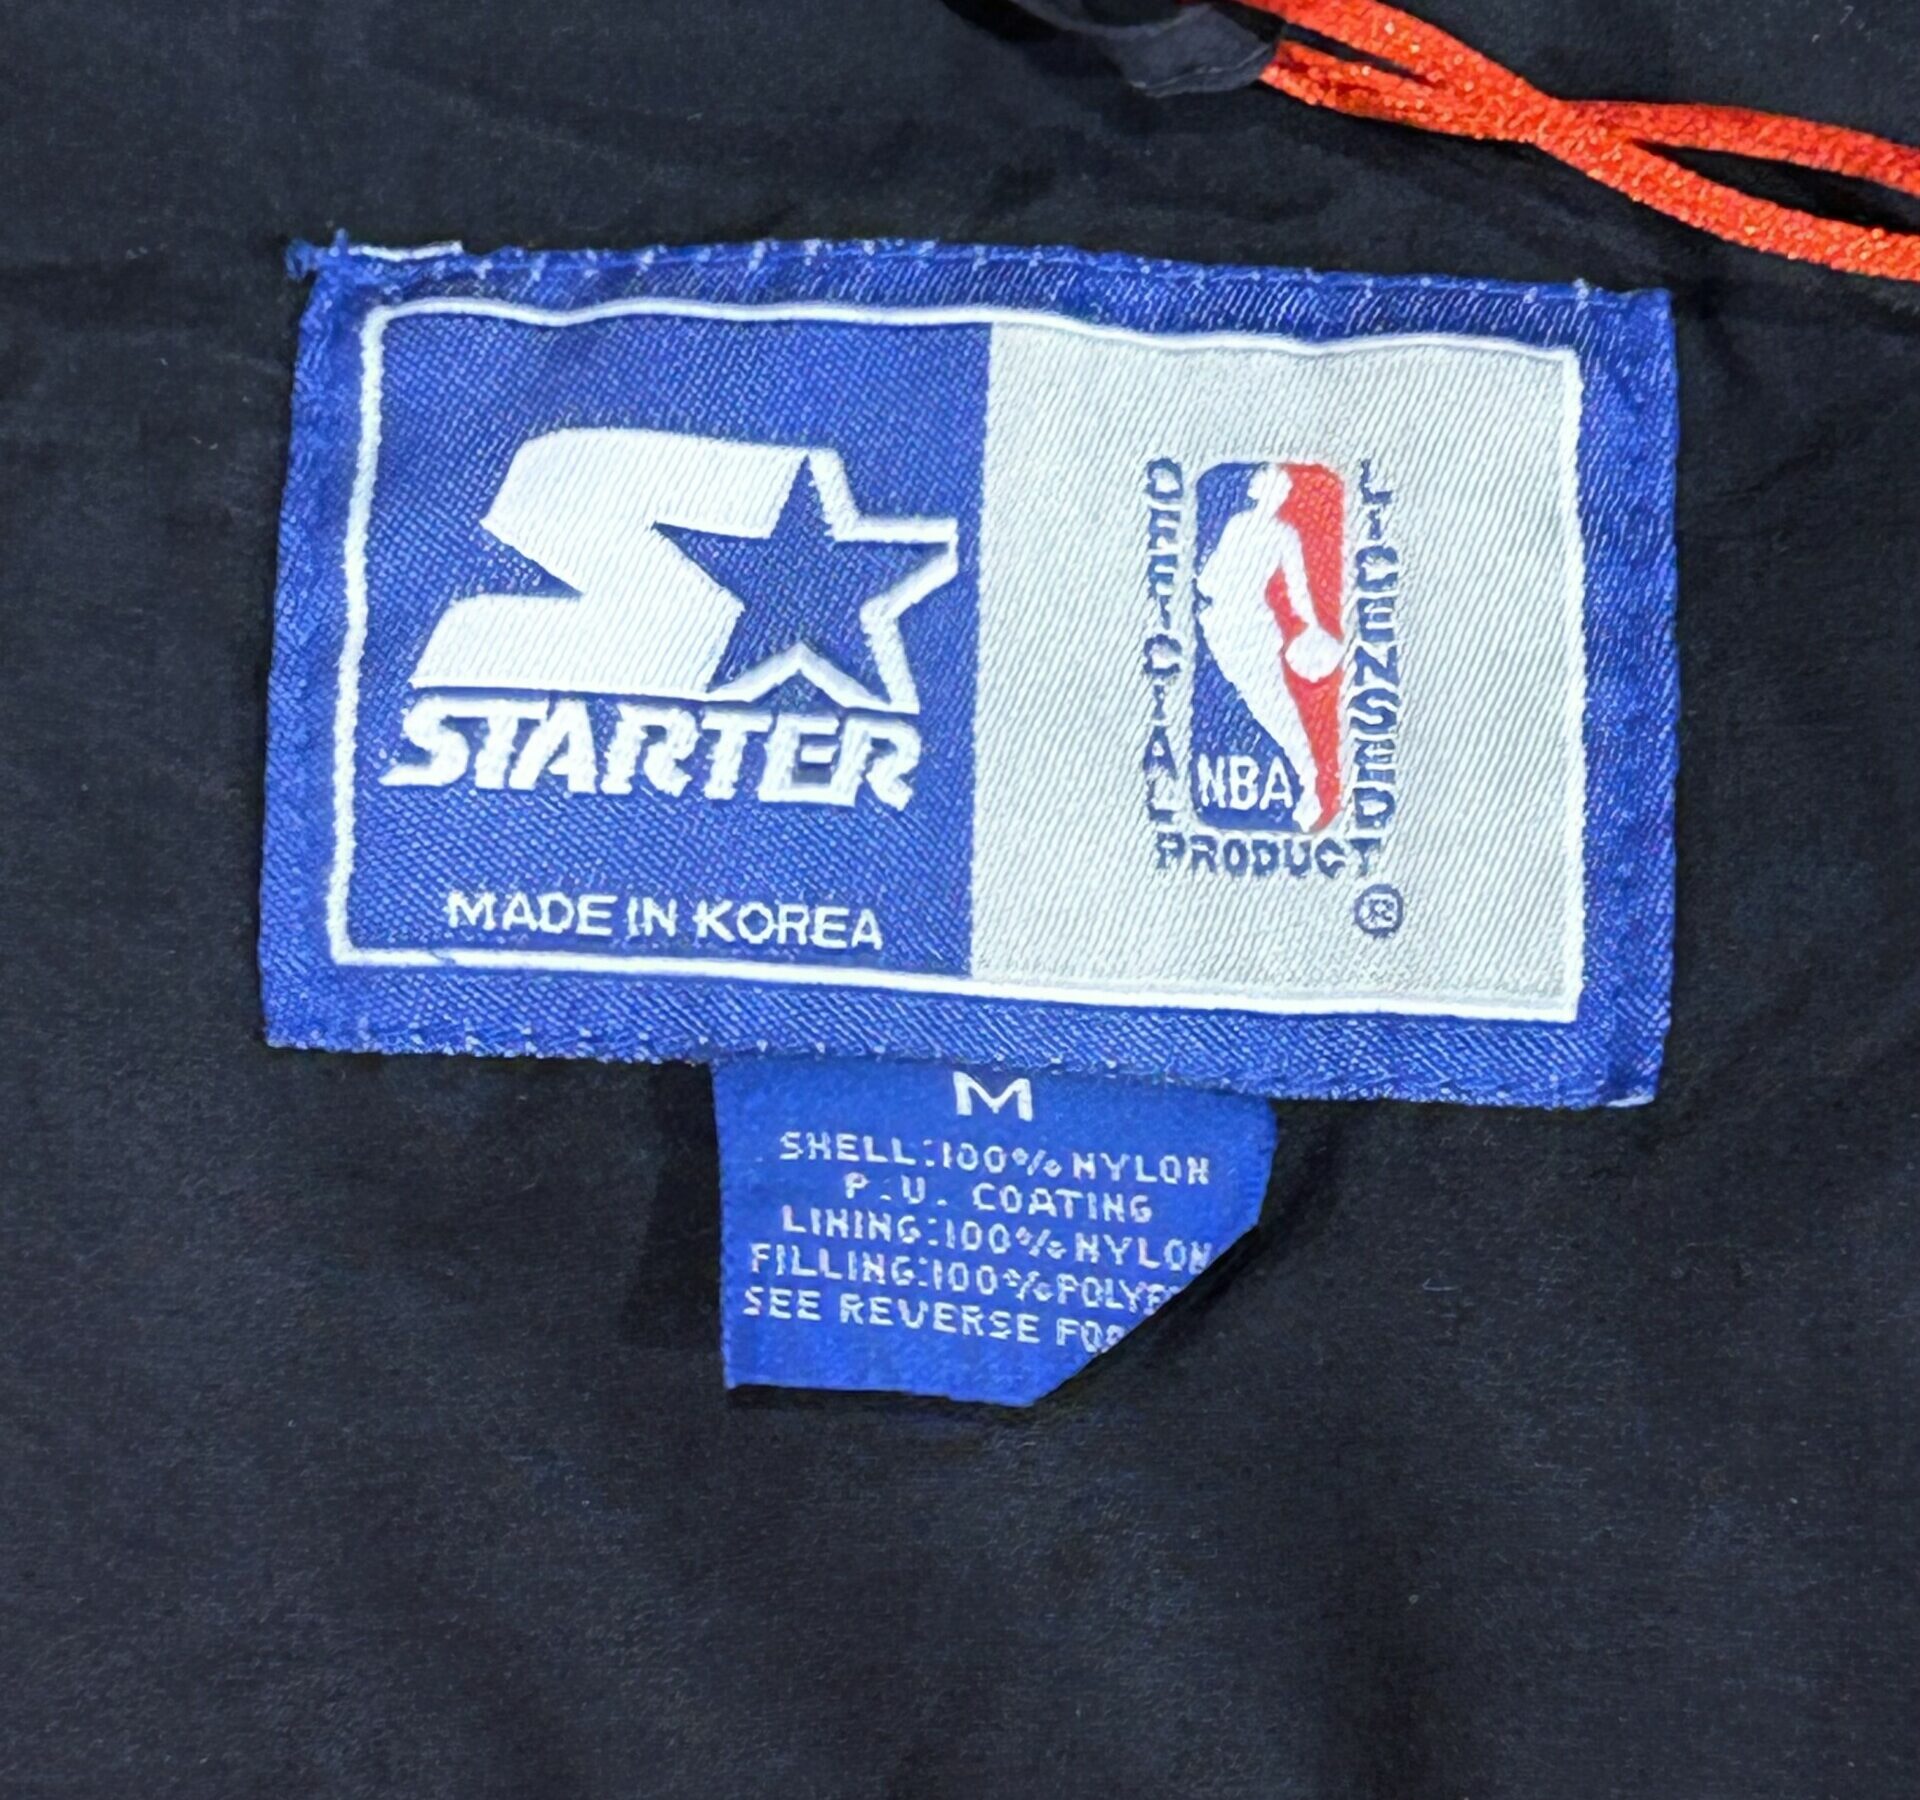 STARTER
MADE IN KOREA
OFFICIAL
LICENSED
NBA
PRODUCT
®
M
SHELL:100% NYLON
P.U. COATING
LINING:100% NYLON
FILLING:100%
SEE REVERSE